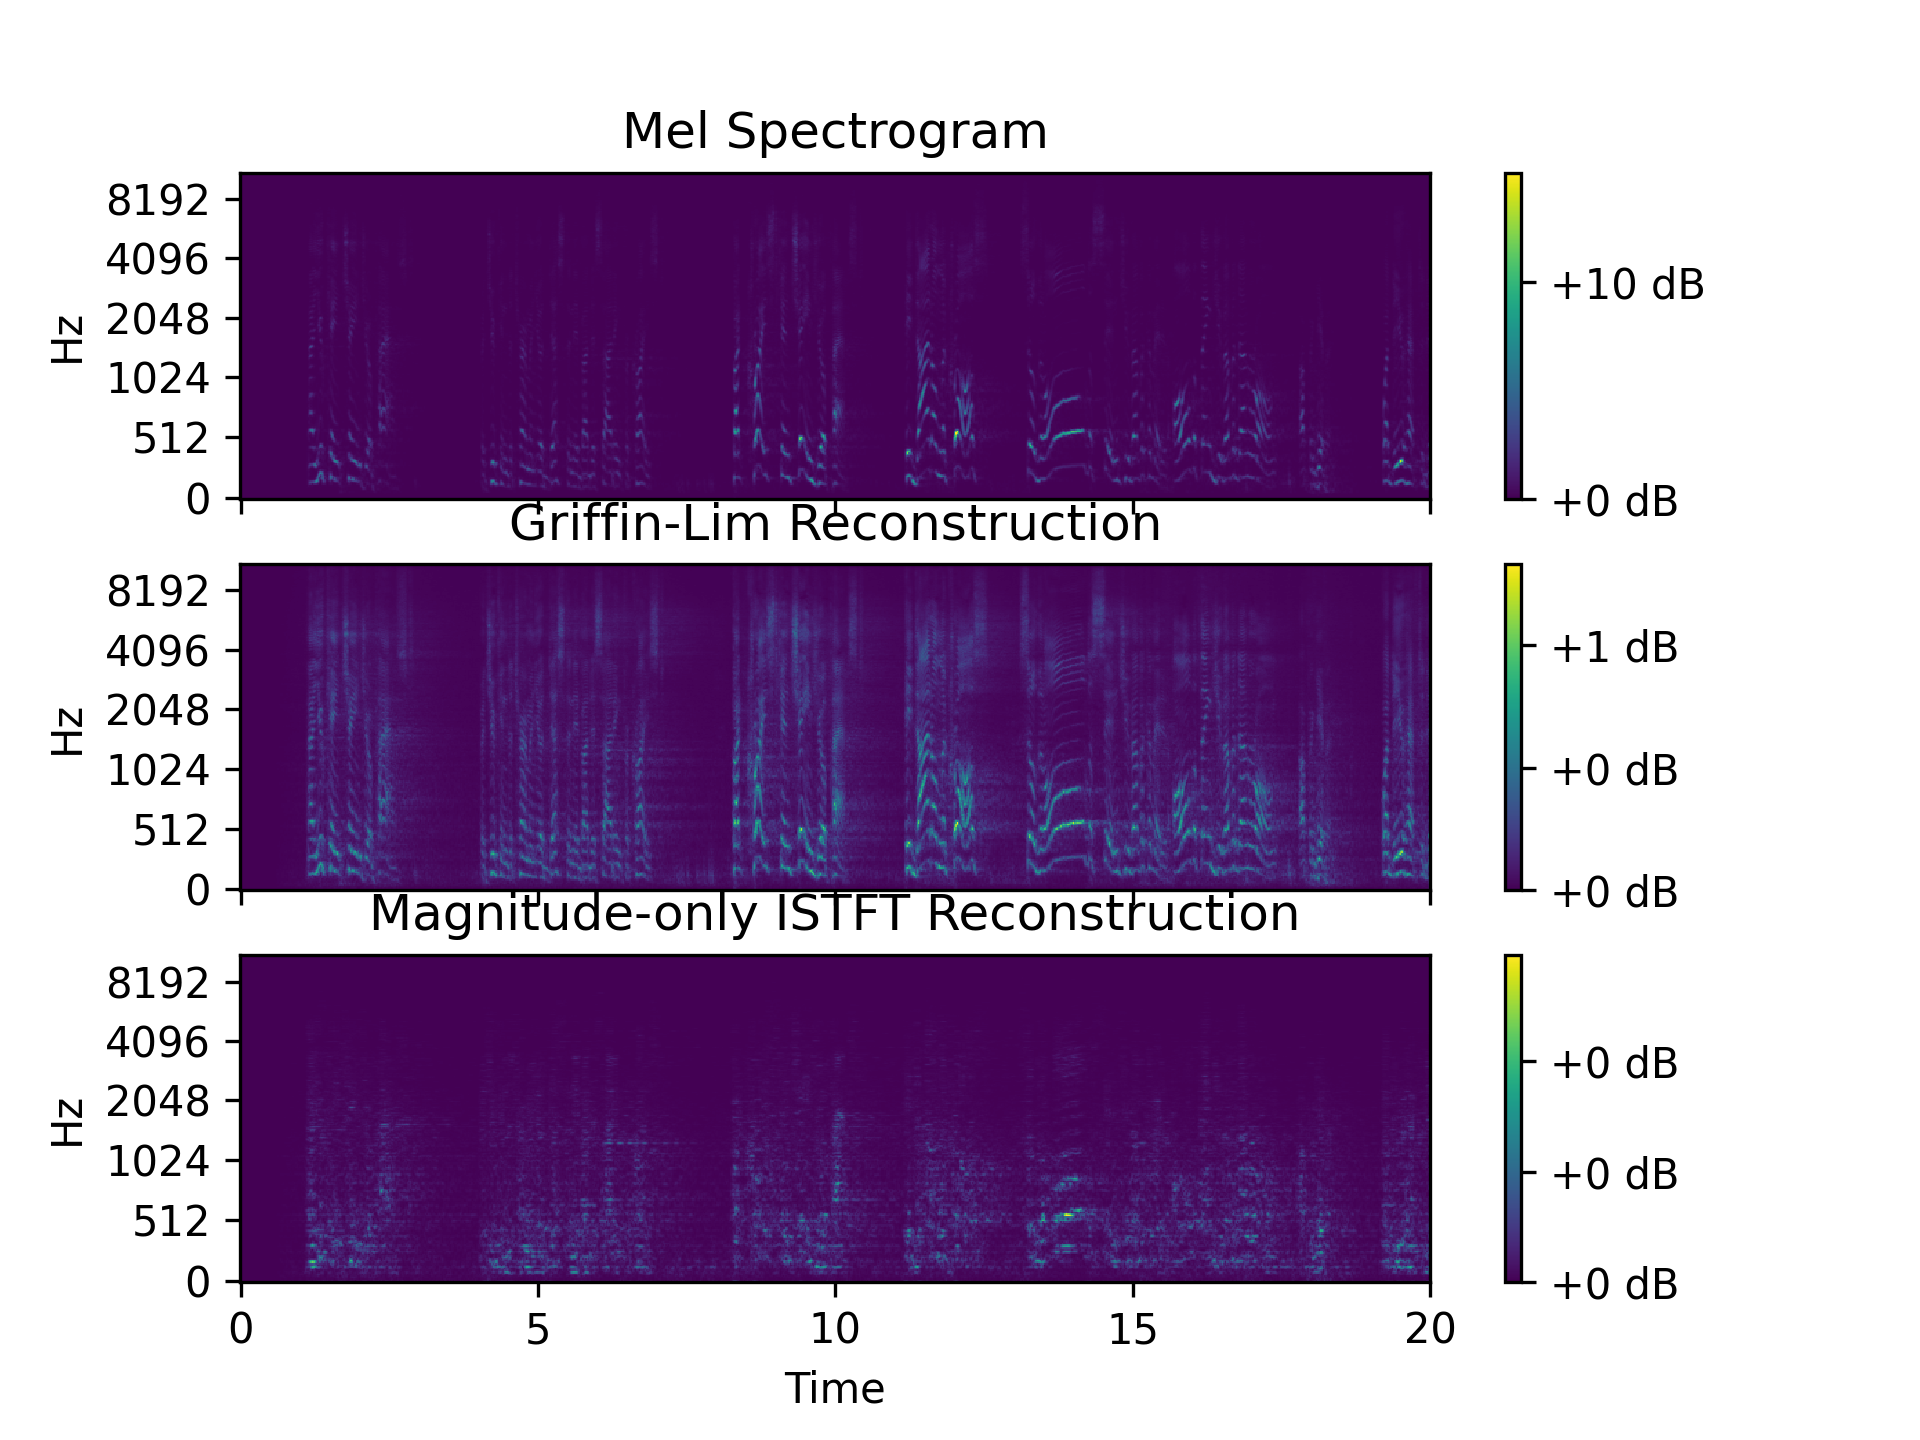 Mel Spectrogram
8192
4096
2048
1024
512
0
Hz
+10 dB
+0 dB
Griffin-Lim Reconstruction
8192
4096
2048
1024
512
0
Hz
+1 dB
+0 dB
+0 dB
Magnitude-only ISTFT Reconstruction
8192
4096
2048
1024
512
0
Hz
+0 dB
+0 dB
+0 dB
0 5 10 15 20
Time